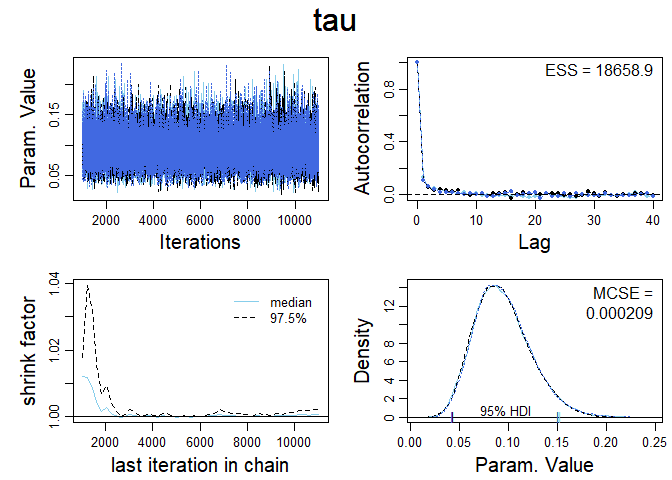 tau
Param. Value
0.05
0.15
2000 4000 6000 8000 10000
Iterations
Autocorrelation
0.0
0.4
0.8
ESS = 18658.9
0 10 20 30 40
Lag
shrink factor
1.00
1.02
1.04
median
97.5%
2000 4000 6000 8000 10000
last iteration in chain
Density
0
2
4
6
8
12
MCSE =
0.000209
95% HDI
0.00 0.05 0.10 0.15 0.20 0.25
Param. Value